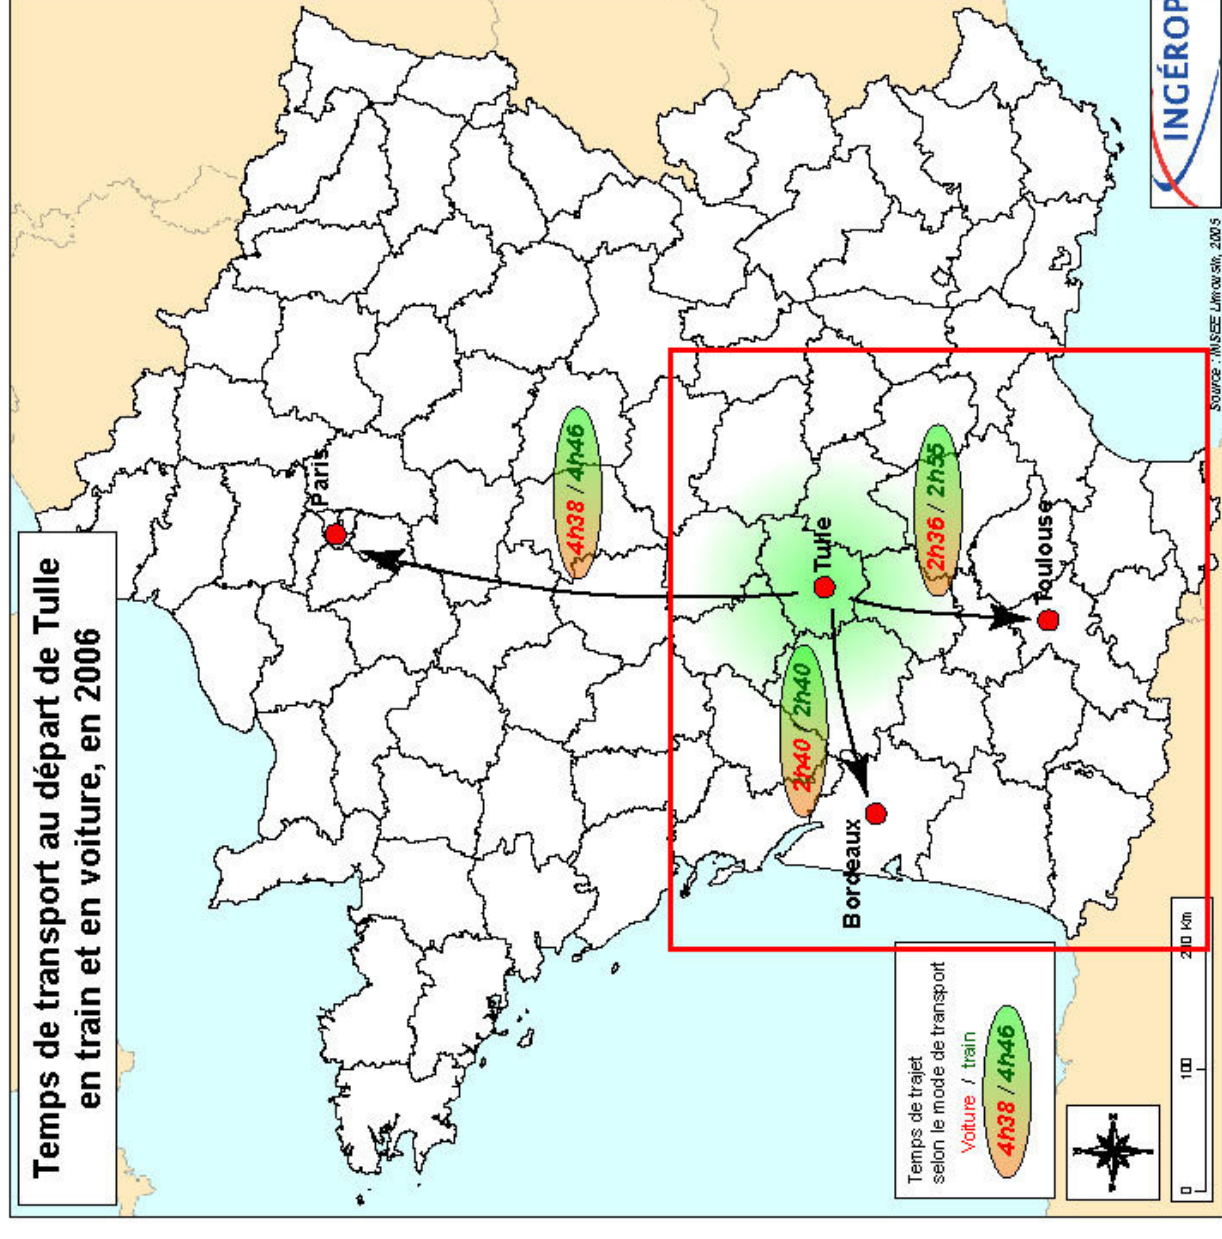 Temps de transport au départ de Tulle
en train et en voiture, en 2006
Paris
4h38 / 4h46
Tulle
2h40 / 2h40
2h36 / 2h55
Bordeaux
Toulouse
Temps de trajet
selon le mode de transport
Voiture / train
4h38 / 4h46
0 100 200 Km
Source : INSEE Limousin, 2005
INGÉROP